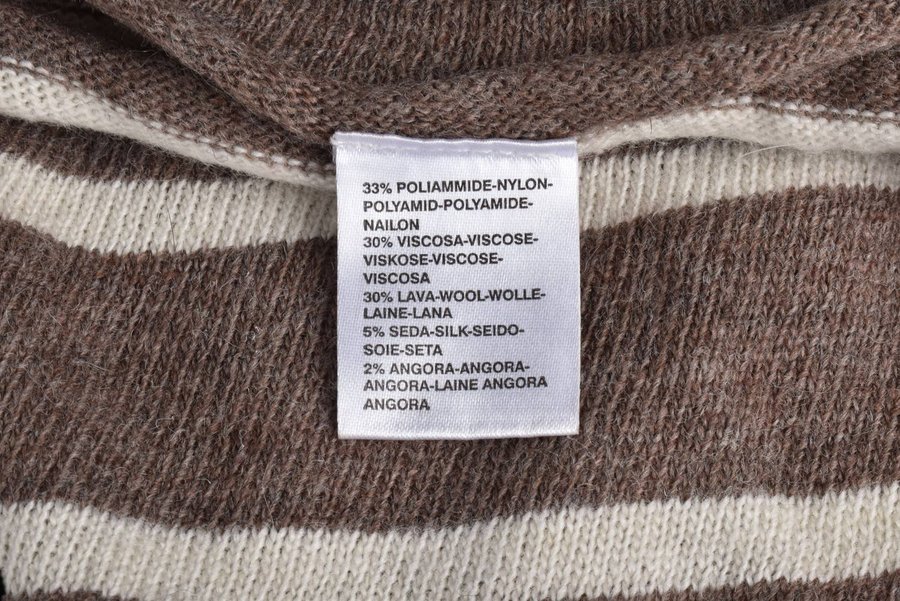 33% POLIAMMIDE-NYLON-
POLYAMID-POLYAMIDE-
NAILON
30% VISCOSA-VISCOSE-
VISKOSE-VISCOSE-
VISCOSA
30% LAVA-WOOL-WOLLE-
LAINE-LANA
5% SEDA-SILK-SEIDO-
SOIE-SETA
2% ANGORA-ANGORA-
ANGORA-LAINE ANGORA
ANGORA